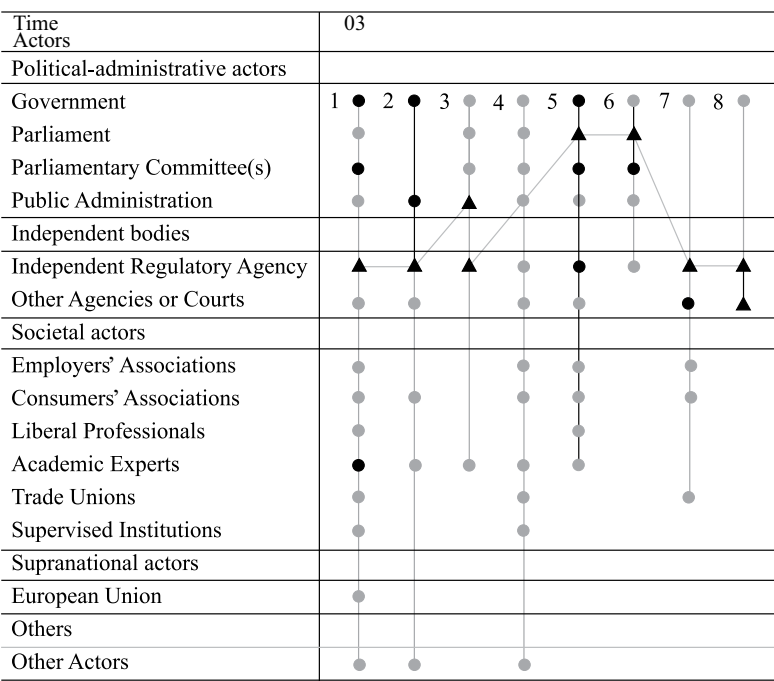 Time 03
Actors
Political-administrative actors
Government 1 2 3 4 5 6 7 8
Parliament
Parliamentary Committee(s)
Public Administration
Independent bodies
Independent Regulatory Agency
Other Agencies or Courts
Societal actors
Employers’ Associations
Consumers’ Associations
Liberal Professionals
Academic Experts
Trade Unions
Supervised Institutions
Supranational actors
European Union
Others
Other Actors